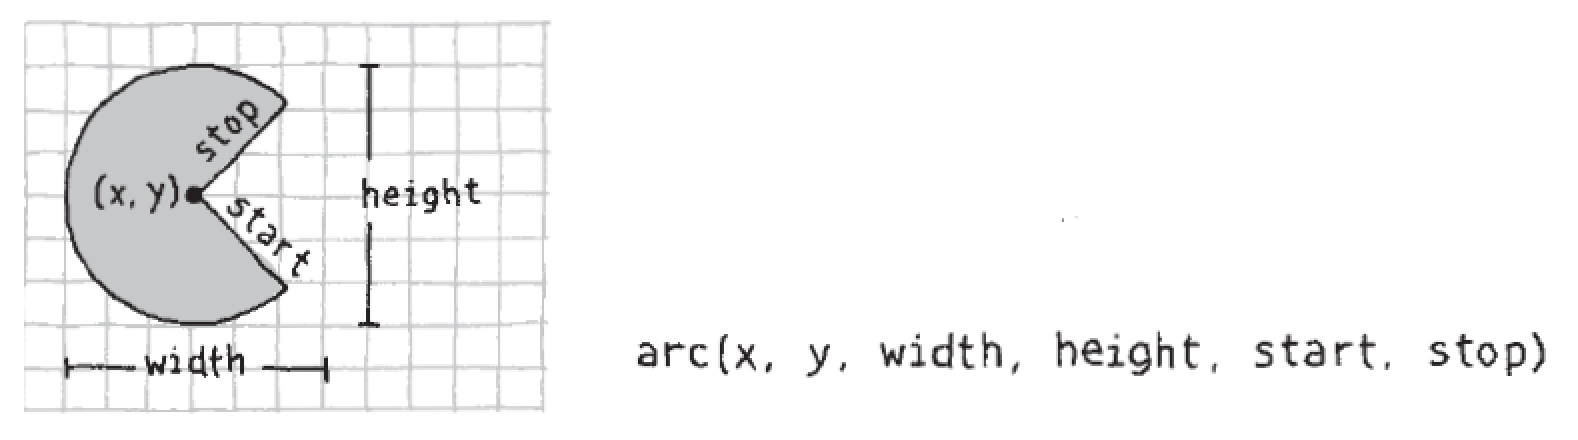 stop
(x, y)
start
height
width
arc(x, y, width, height, start, stop)